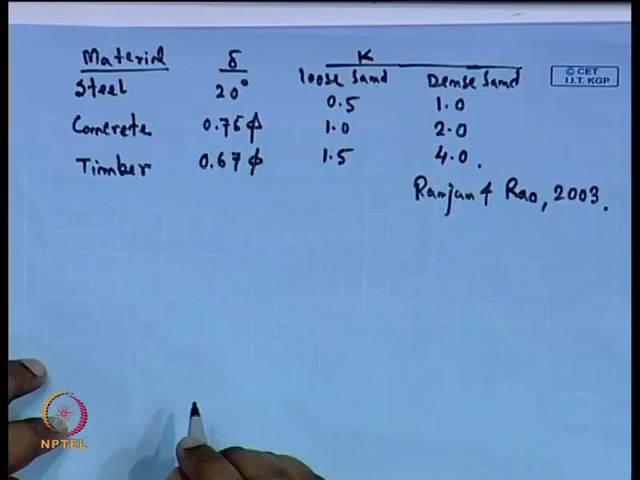 Material δ K
loose Sand Dense Sand
Steel 20° 0.5 1.0
Concrete 0.75φ 1.0 2.0
Timber 0.67φ 1.5 4.0.
Ranjan & Rao, 2003.
© CET
I.I.T. KGP
NPTEL